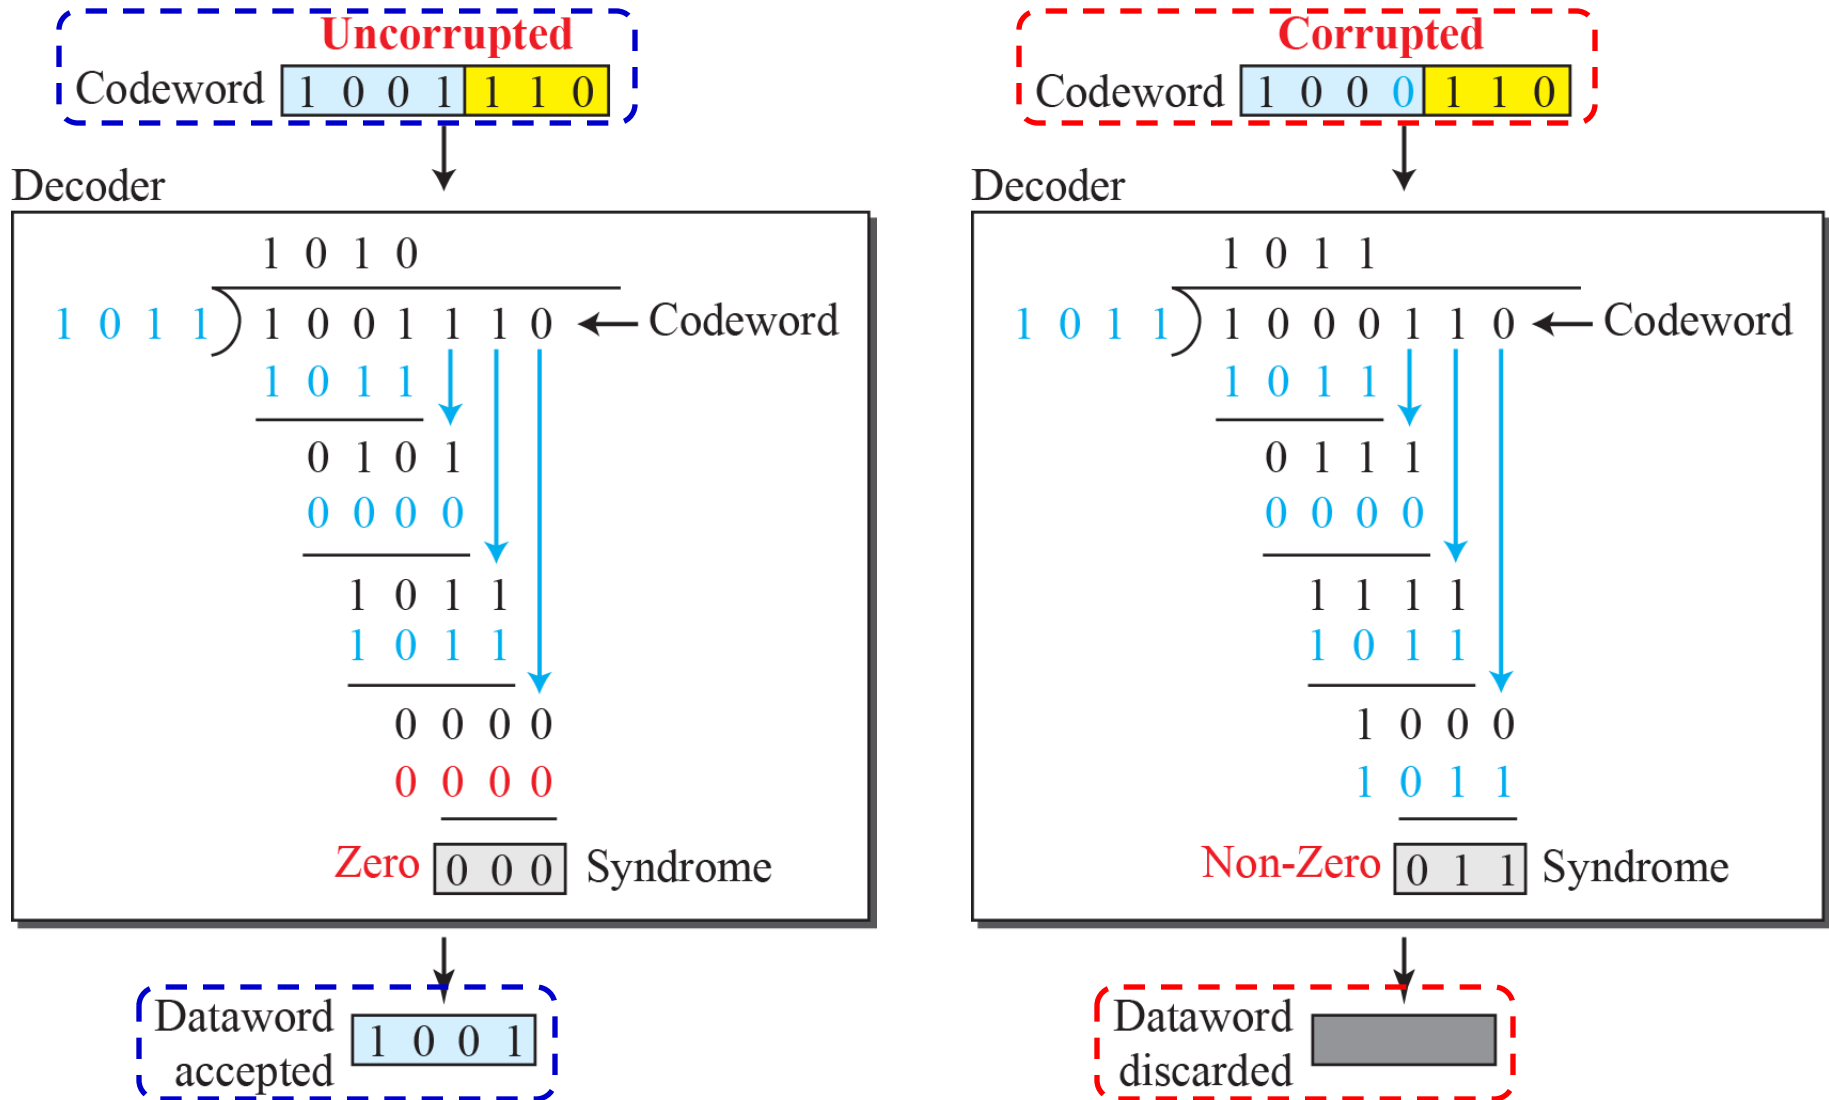 Uncorrupted
Codeword 1 0 0 1 1 1 0
Decoder
1 0 1 0
1 0 1 1 ) 1 0 0 1 1 1 0 Codeword
1 0 1 1
0 1 0 1
0 0 0 0
1 0 1 1
1 0 1 1
0 0 0 0
0 0 0 0
Zero 0 0 0 Syndrome
Dataword
accepted 1 0 0 1
Corrupted
Codeword 1 0 0 0 1 1 0
Decoder
1 0 1 1
1 0 1 1 ) 1 0 0 0 1 1 0 Codeword
1 0 1 1
0 1 1 1
0 0 0 0
1 1 1 1
1 0 1 1
1 0 0 0
1 0 1 1
Non-Zero 0 1 1 Syndrome
Dataword
discarded